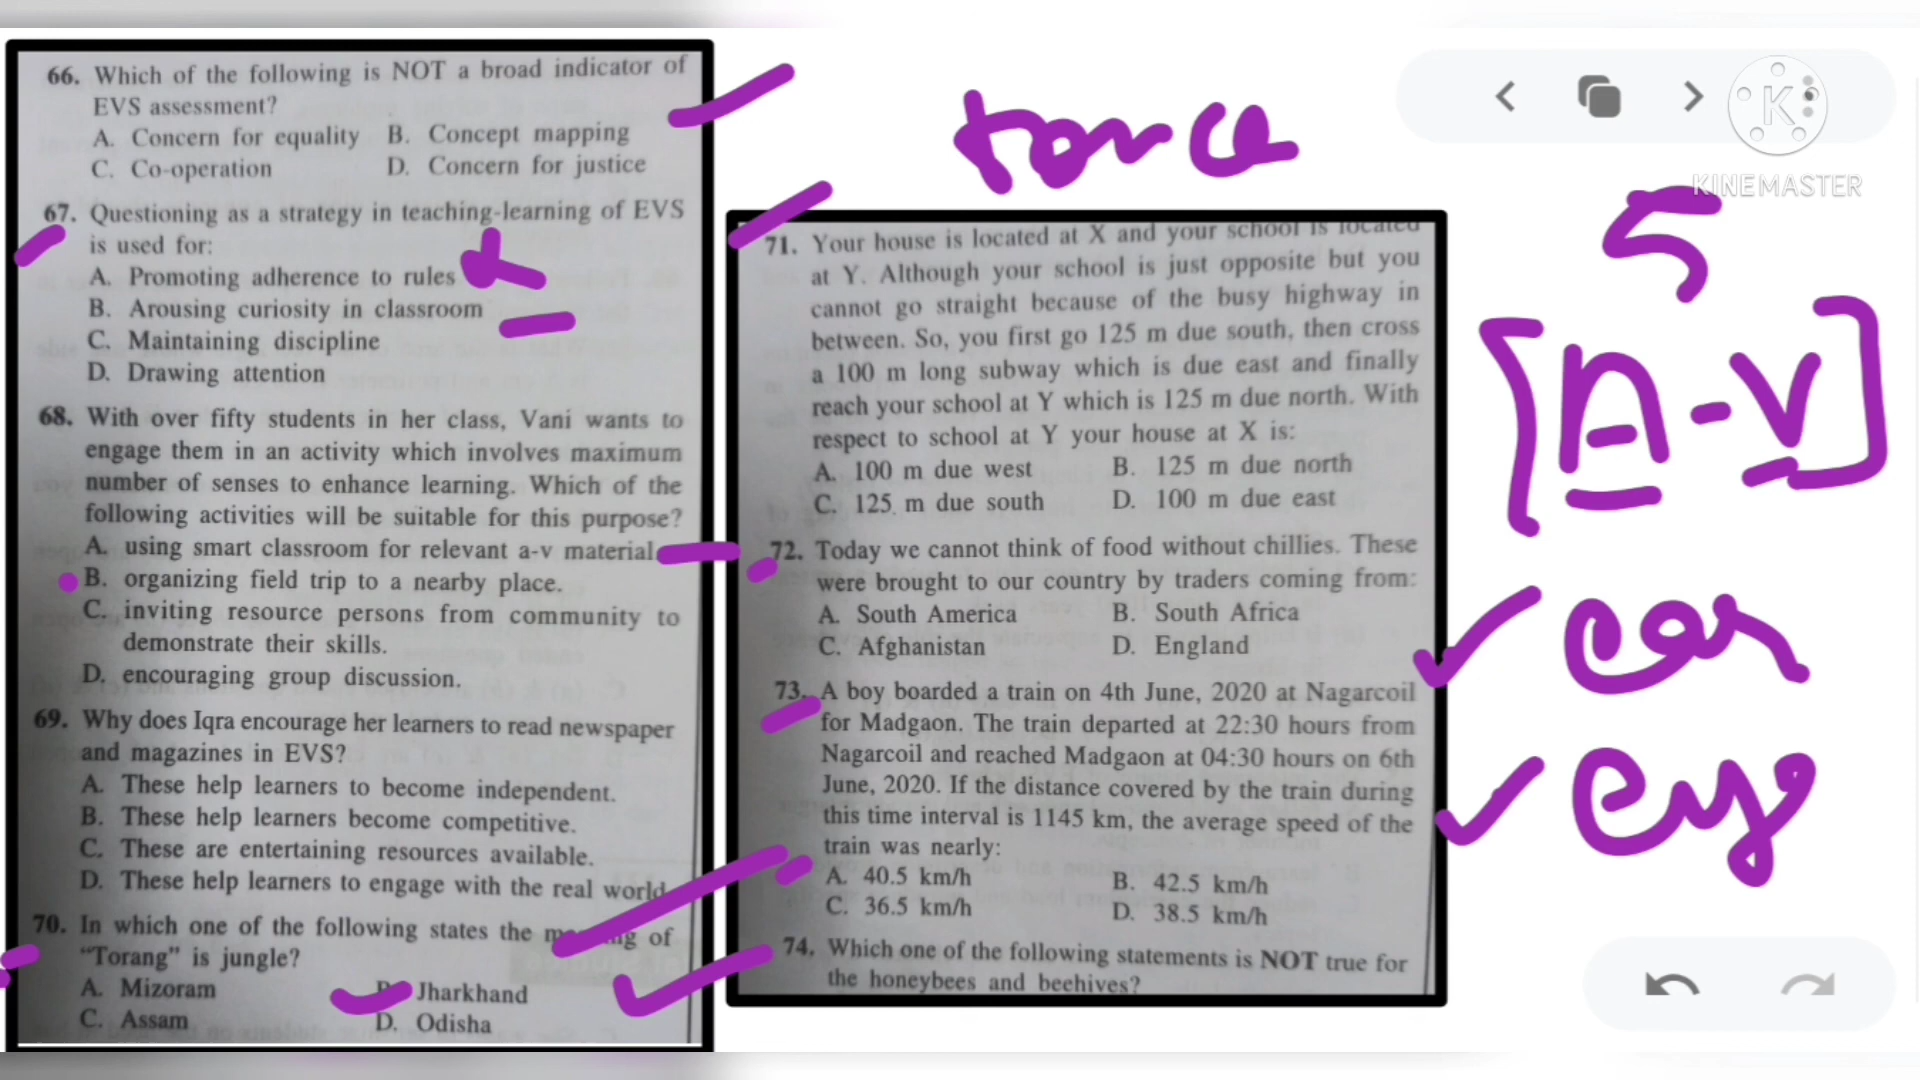 66. Which of the following is NOT a broad indicator of
EVS assessment?
A. Concern for equality B. Concept mapping
C. Co-operation D. Concern for justice
67. Questioning as a strategy in teaching-learning of EVS
is used for:
A. Promoting adherence to rules
B. Arousing curiosity in classroom
C. Maintaining discipline
D. Drawing attention
68. With over fifty students in her class, Vani wants to
engage them in an activity which involves maximum
number of senses to enhance learning. Which of the
following activities will be suitable for this purpose?
A. using smart classroom for relevant a-v material
B. organizing field trip to a nearby place.
C. inviting resource persons from community to
demonstrate their skills.
D. encouraging group discussion.
69. Why does Iqra encourage her learners to read newspaper
and magazines in EVS?
A. These help learners to become independent.
B. These help learners become competitive.
C. These are entertaining resources available.
D. These help learners to engage with the real world
70. In which one of the following states the of
"Torang" is jungle?
A. Mizoram Jharkhand
C. Assam D. Odisha
71. Your house is located at X and your school is located
at Y. Although your school is just opposite but you
cannot go straight because of the busy highway in
between. So, you first go 125 m due south, then cross
a 100 m long subway which is due east and finally
reach your school at Y which is 125 m due north. With
respect to school at Y your house at X is:
A. 100 m due west B. 125 m due north
C. 125 m due south D. 100 m due east
72. Today we cannot think of food without chillies. These
were brought to our country by traders coming from:
A. South America B. South Africa
C. Afghanistan D. England
73. A boy boarded a train on 4th June, 2020 at Nagarcoil
for Madgaon. The train departed at 22:30 hours from
Nagarcoil and reached Madgaon at 04:30 hours on 6th
June, 2020. If the distance covered by the train during
this time interval is 1145 km, the average speed of the
train was nearly:
A. 40.5 km/h B. 42.5 km/h
C. 36.5 km/h D. 38.5 km/h
74. Which one of the following statements is NOT true for
the honeybees and beehives?
K
KINEMASTER
5
eye